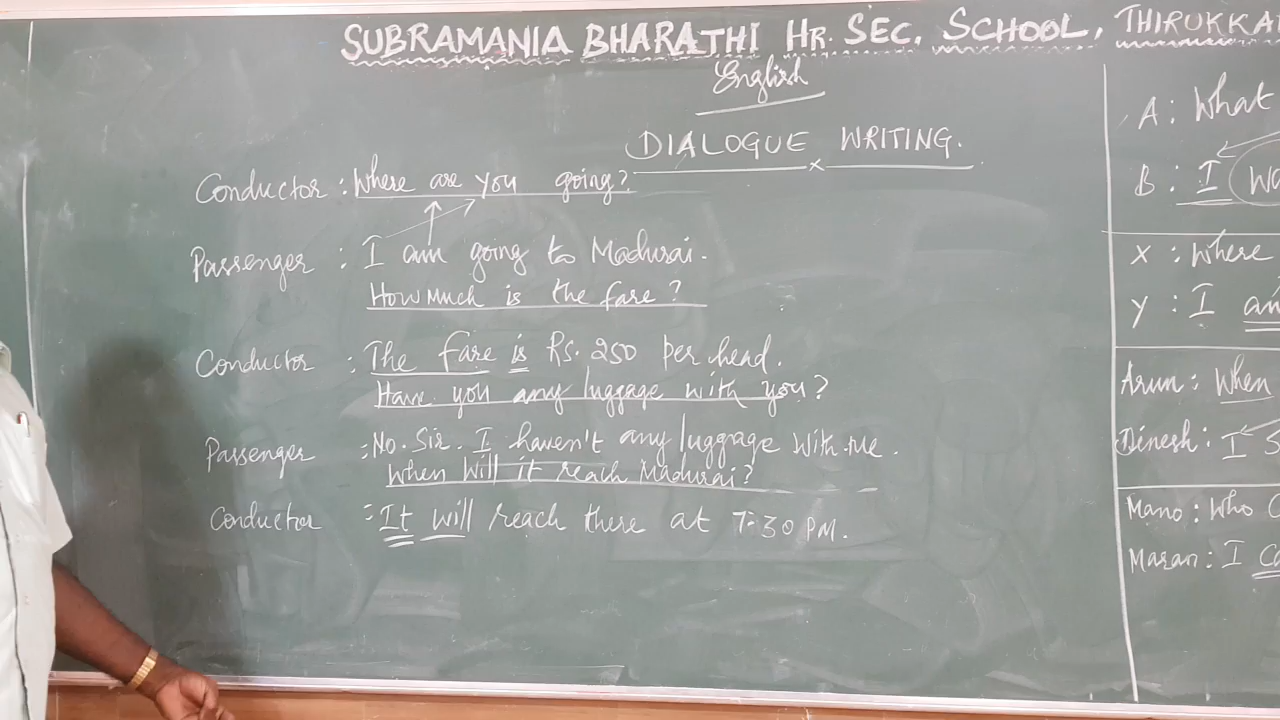 SUBRAMANIA BHARATHI HR. SEC. SCHOOL, THIRUKKA
English
DIALOGUE WRITING.
Conductor : Where are you going?
Passenger : I am going to Madurai.
How Much is the fare?
Conductor : The fare is Rs. 250 per head.
Have you any luggage with you?
Passenger : No. Sir. I haven't any luggage with me.
When will it reach Madurai?
Conductor : It will reach there at 7:30 PM.
A : What
B : I Wa
X : Where
Y : I am
Arun : When
Dinesh : I S
Mano : Who C
Maran : I Ca